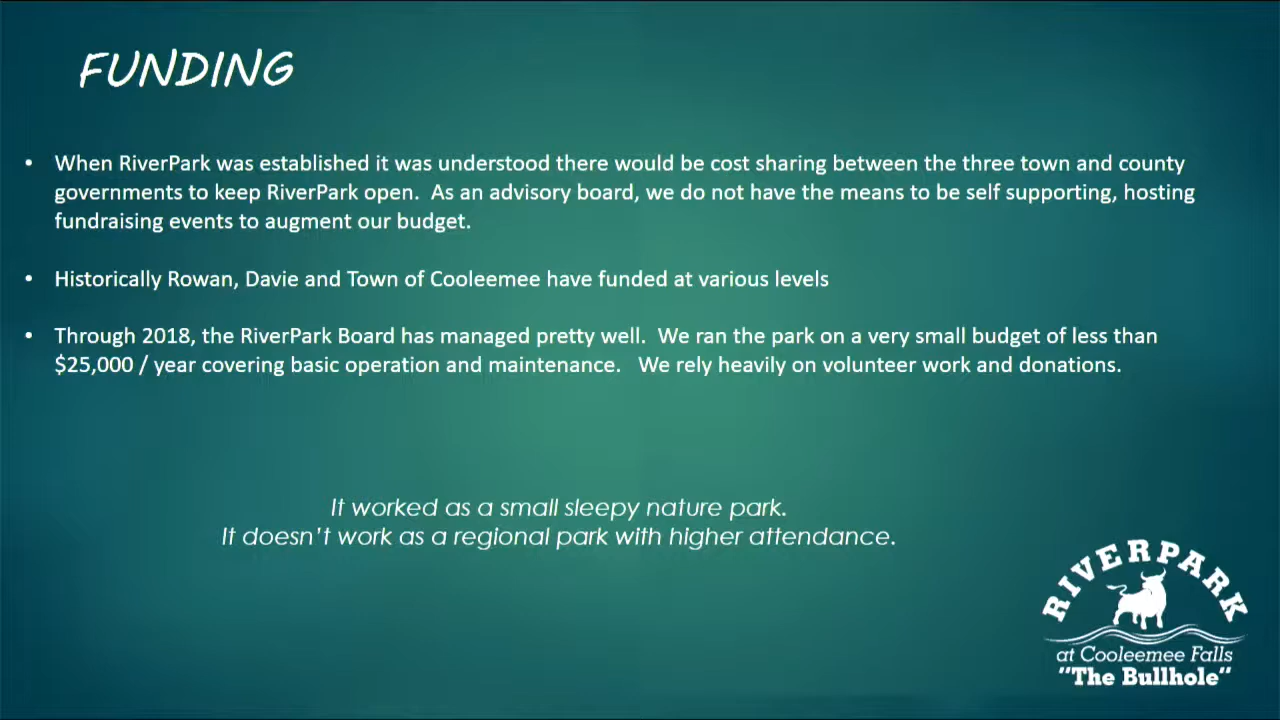 FUNDING
• When RiverPark was established it was understood there would be cost sharing between the three town and county
governments to keep RiverPark open.  As an advisory board, we do not have the means to be self supporting, hosting
fundraising events to augment our budget.
• Historically Rowan, Davie and Town of Cooleemee have funded at various levels
• Through 2018, the RiverPark Board has managed pretty well.  We ran the park on a very small budget of less than
$25,000 / year covering basic operation and maintenance.   We rely heavily on volunteer work and donations.
It worked as a small sleepy nature park.
It doesn't work as a regional park with higher attendance.
RIVERPARK
at Cooleemee Falls
"The Bullhole"